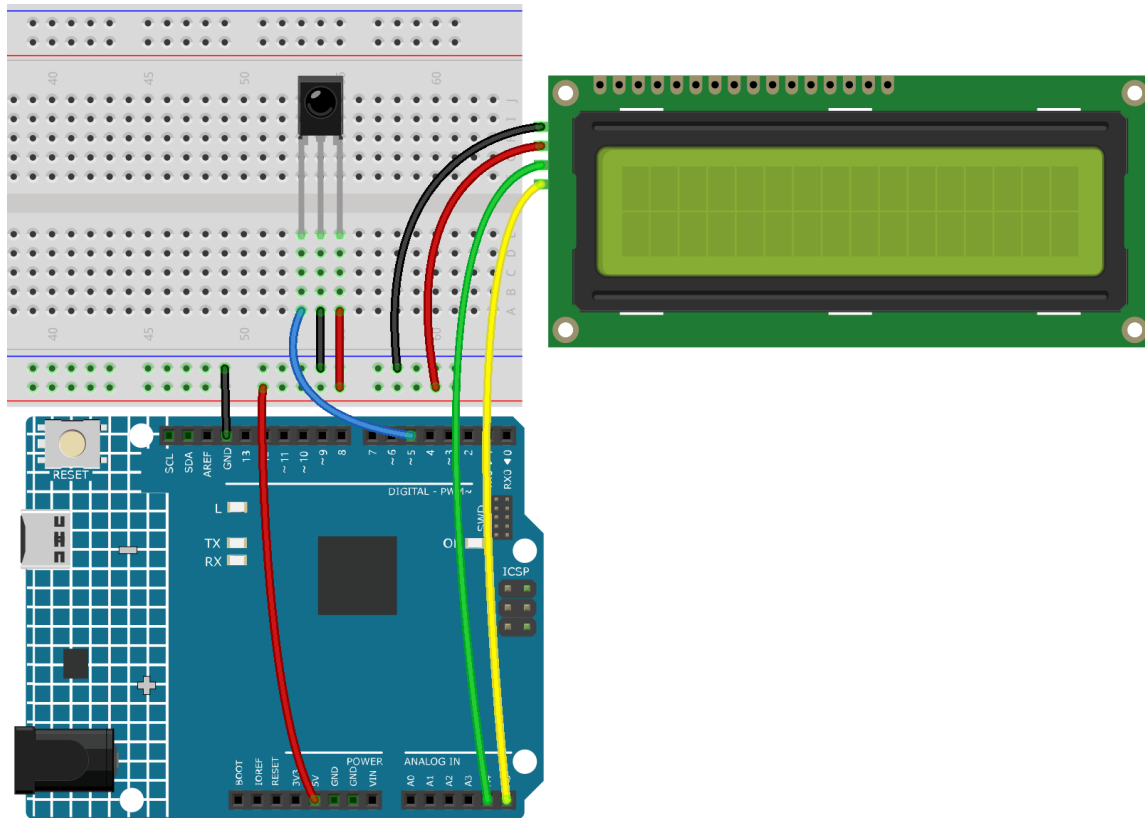 40
45
50
60
J
I
A
B
C
D
40
45
50
60
RESET
SCL
SDA
AREF
GND
13
~11
~10
~9
8
7
~6
~5
4
~3
2
RX0 ◄ 0
DIGITAL - PWM~
L
TX
RX
SWD
ICSP
BOOT
IOREF
RESET
3V3
5V
GND
GND
VIN
POWER
ANALOG IN
A0
A1
A2
A3